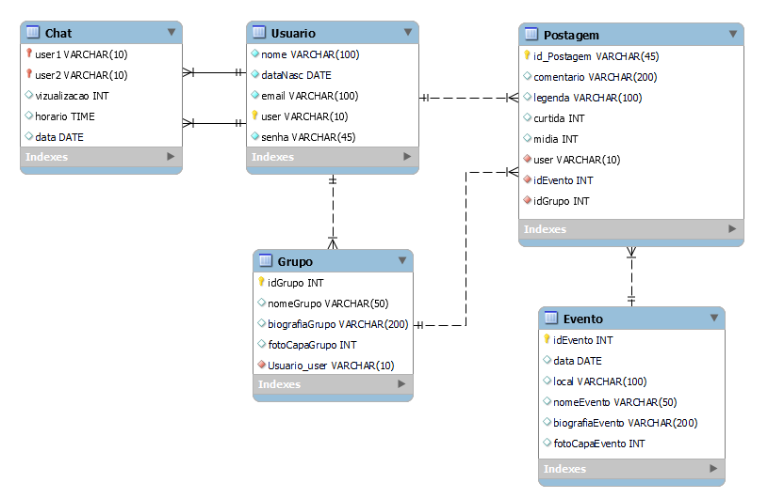 Chat
user1 VARCHAR(10)
user2 VARCHAR(10)
vizualizacao INT
horario TIME
data DATE
Indexes
Usuario
nome VARCHAR(100)
dataNasc DATE
email VARCHAR(100)
user VARCHAR(10)
senha VARCHAR(45)
Indexes
Postagem
id_Postagem VARCHAR(45)
comentario VARCHAR(200)
legenda VARCHAR(100)
curtida INT
midia INT
user VARCHAR(10)
idEvento INT
idGrupo INT
Indexes
Grupo
idGrupo INT
nomeGrupo VARCHAR(50)
biografiaGrupo VARCHAR(200)
fotoCapaGrupo INT
Usuario_user VARCHAR(10)
Indexes
Evento
idEvento INT
data DATE
local VARCHAR(100)
nomeEvento VARCHAR(50)
biografiaEvento VARCHAR(200)
fotoCapaEvento INT
Indexes